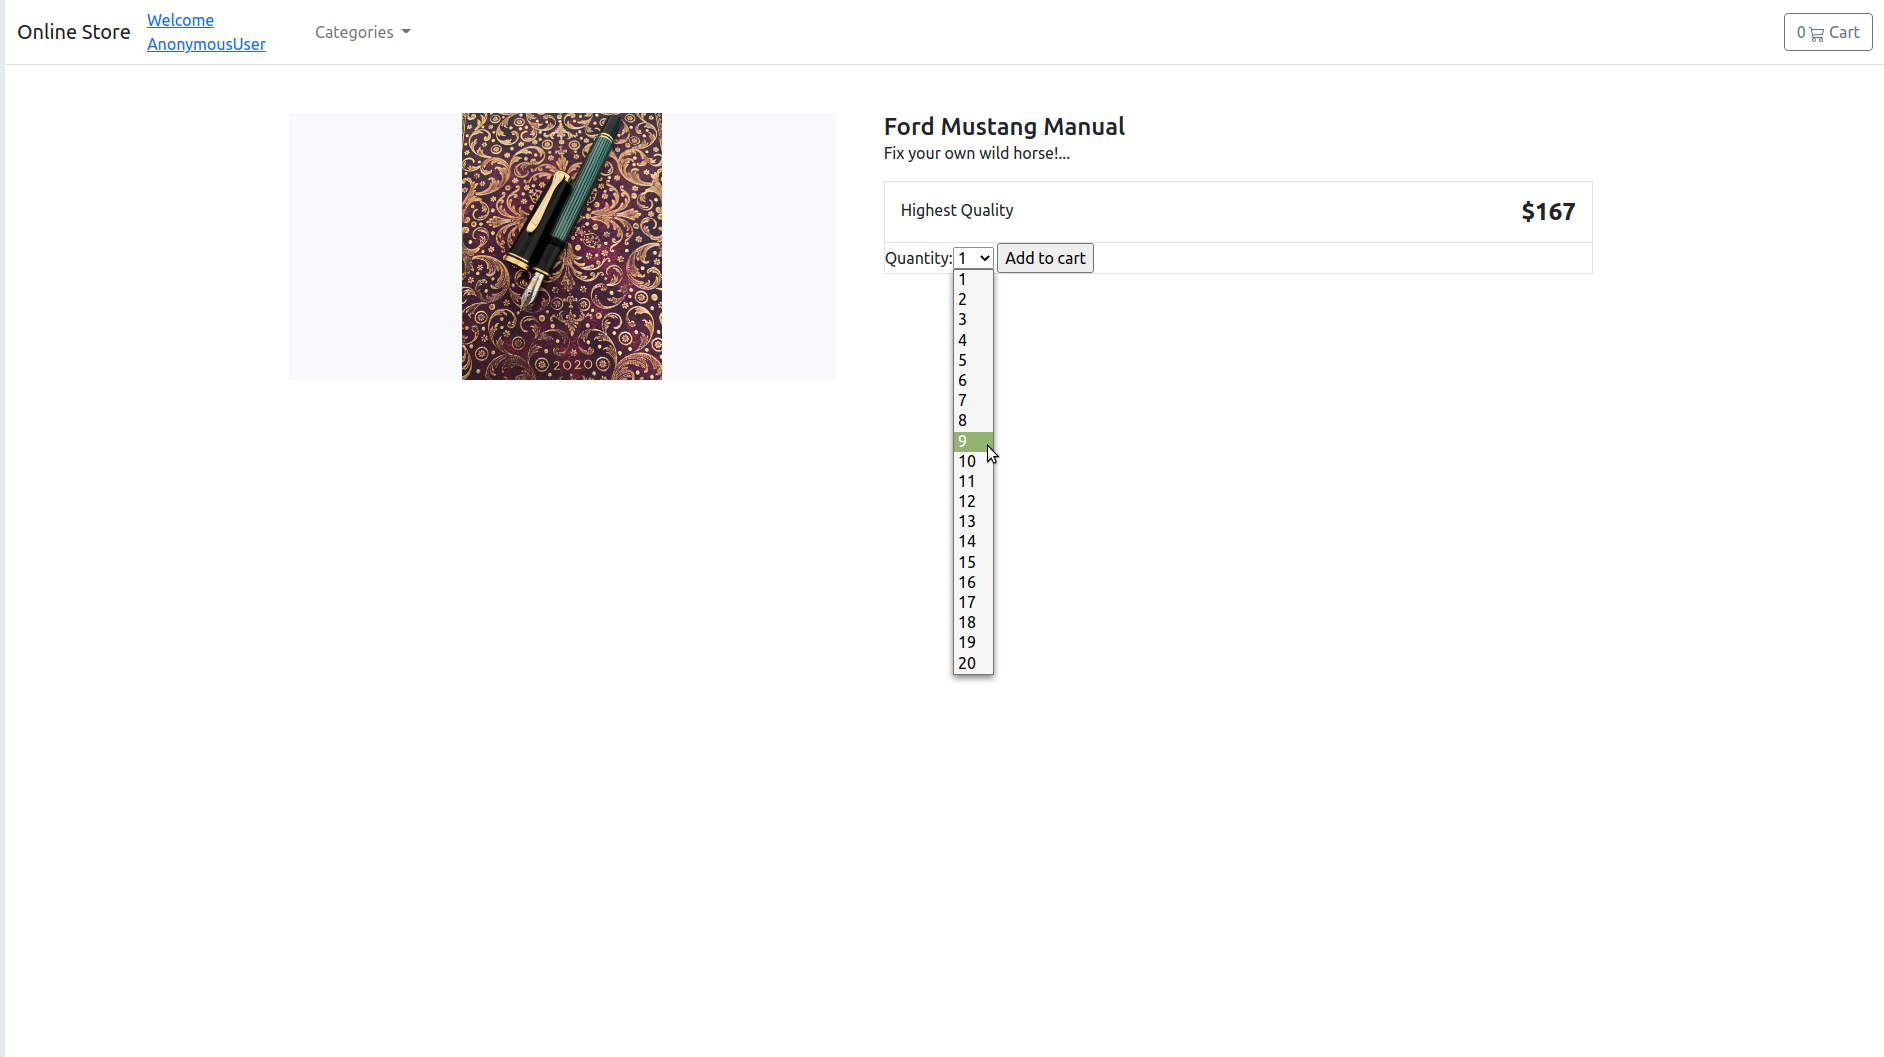 Online Store
Welcome
AnonymousUser
Categories
0 Cart
2020
Ford Mustang Manual
Fix your own wild horse!...
Highest Quality
$167
Quantity: 1 Add to cart
1
2
3
4
5
6
7
8
9
10
11
12
13
14
15
16
17
18
19
20